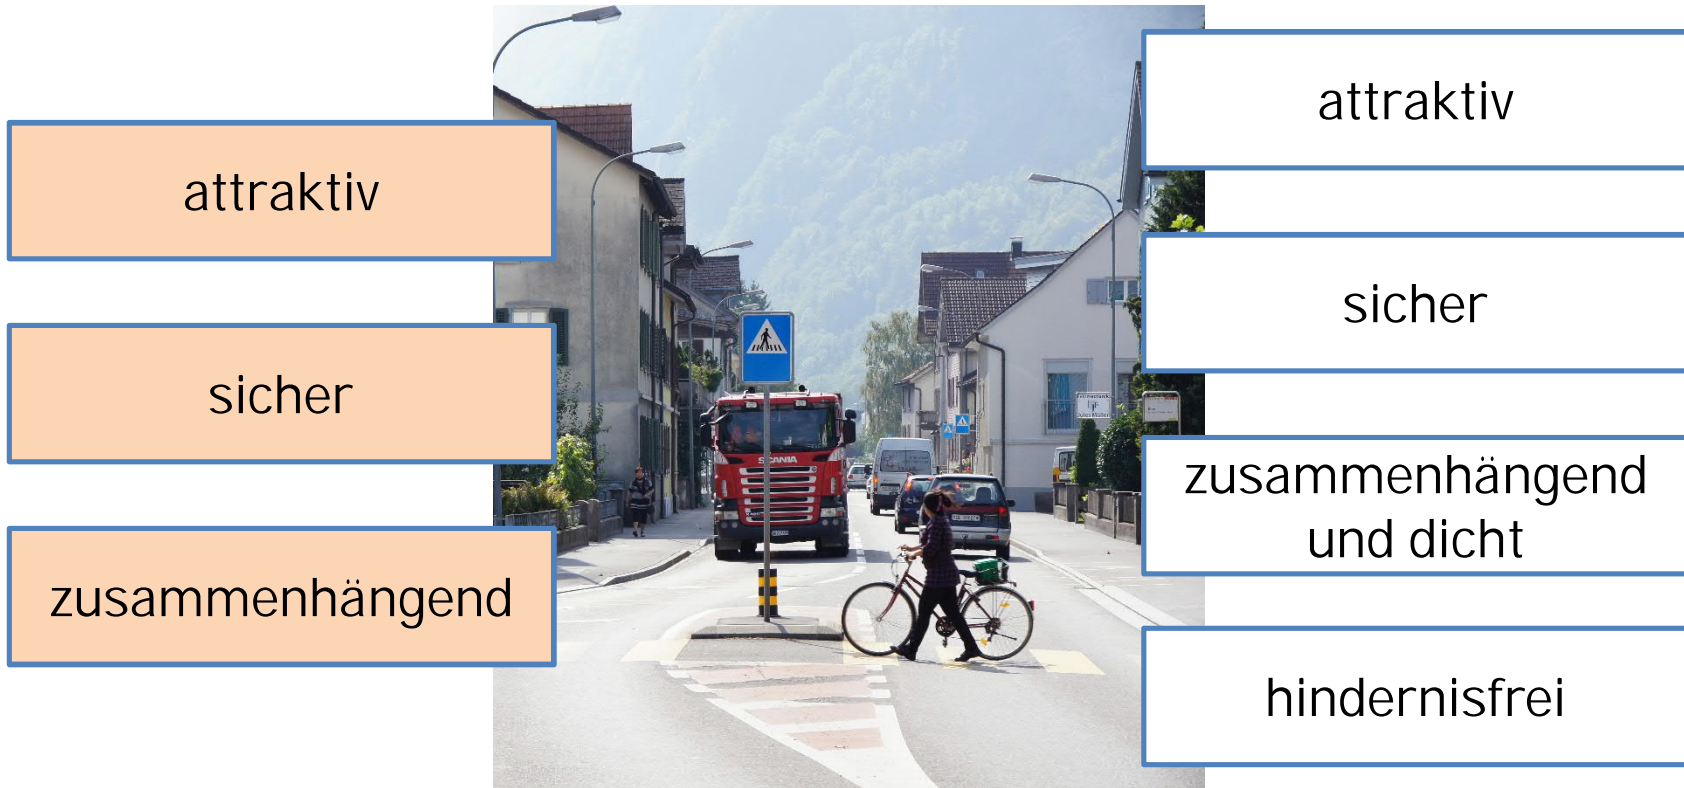 attraktiv
sicher
zusammenhängend
SCANIA
attraktiv
sicher
zusammenhängend
und dicht
hindernisfrei